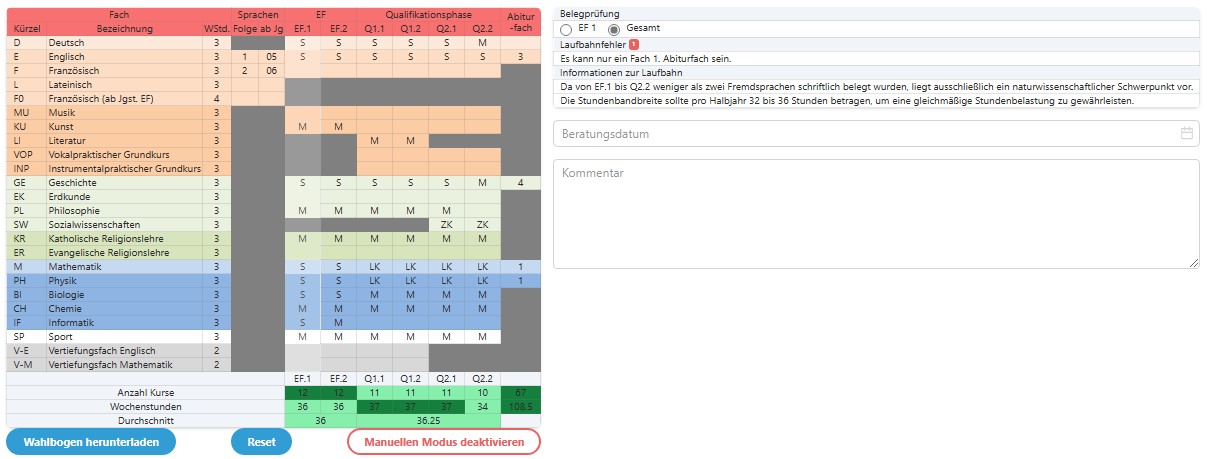 Fach Sprachen EF Qualifikationsphase Abitur
Kürzel Bezeichnung WStd. Folge ab Jg EF.1 EF.2 Q1.1 Q1.2 Q2.1 Q2.2 -fach
D Deutsch 3 S S S S S M
E Englisch 3 1 05 S S S S S S 3
F Französisch 3 2 06
L Lateinisch 3
F0 Französisch (ab Jgst. EF) 4
MU Musik 3
KU Kunst 3 M M
LI Literatur 3 M M
VOP Vokalpraktischer Grundkurs 3
INP Instrumentalpraktischer Grundkurs 3
GE Geschichte 3 S S S S S M 4
EK Erdkunde 3
PL Philosophie 3 M M M M M
SW Sozialwissenschaften 3 ZK ZK
KR Katholische Religionslehre 3 M M M M M M
ER Evangelische Religionslehre 3
M Mathematik 3 S S LK LK LK LK 1
PH Physik 3 S S LK LK LK LK 1
BI Biologie 3 S S M M M M
CH Chemie 3 M M M M M M
IF Informatik 3 S M
SP Sport 3 M M M M M M
V-E Vertiefungsfach Englisch 2
V-M Vertiefungsfach Mathematik 2
EF.1 EF.2 Q1.1 Q1.2 Q2.1 Q2.2
Anzahl Kurse 12 12 11 11 11 10 67
Wochenstunden 36 36 37 37 37 34 108.5
Durchschnitt 36 36.25
Wahlbogen herunterladen
Reset
Manuellen Modus deaktivieren
Belegprüfung
EF 1 Gesamt
Laufbahnfehler 1
Es kann nur ein Fach 1. Abiturfach sein.
Informationen zur Laufbahn
Da von EF.1 bis Q2.2 weniger als zwei Fremdsprachen schriftlich belegt wurden, liegt ausschließlich ein naturwissenschaftlicher Schwerpunkt vor.
Die Stundenbandbreite sollte pro Halbjahr 32 bis 36 Stunden betragen, um eine gleichmäßige Stundenbelastung zu gewährleisten.
Beratungsdatum
Kommentar